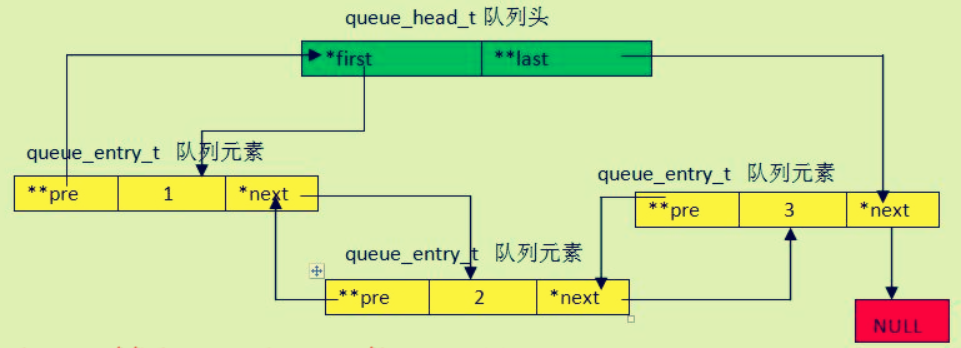 queue_head_t 队列头
*first **last
queue_entry_t 队列元素
**pre 1 *next
queue_entry_t 队列元素
**pre 3 *next
queue_entry_t 队列元素
**pre 2 *next
NULL